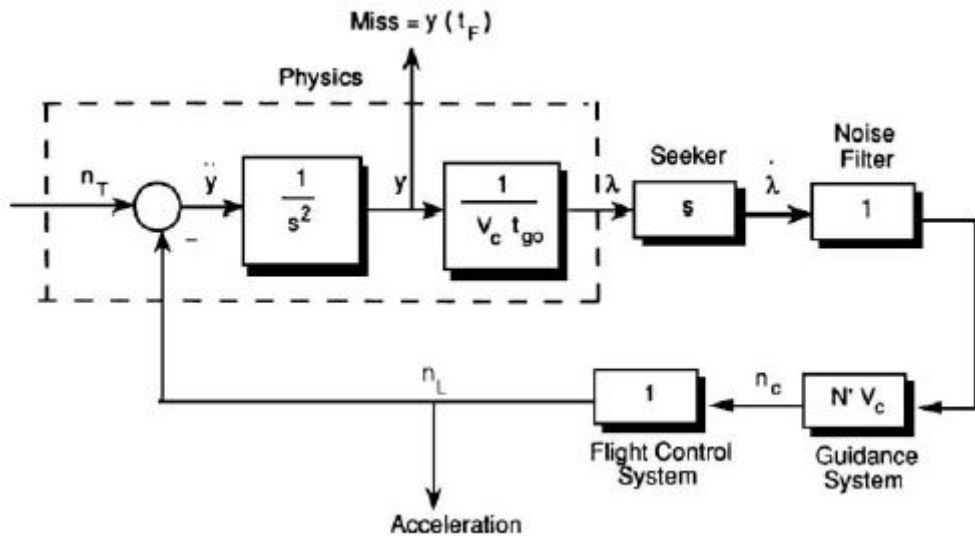 Miss = y ( t_F )
Physics
Noise
Filter
Seeker
n_T
ÿ
1
s²
y
1
V_c t_go
λ
s
λ̇
1
−
n_L
1
n_c
N' V_c
Flight Control
System
Guidance
System
Acceleration